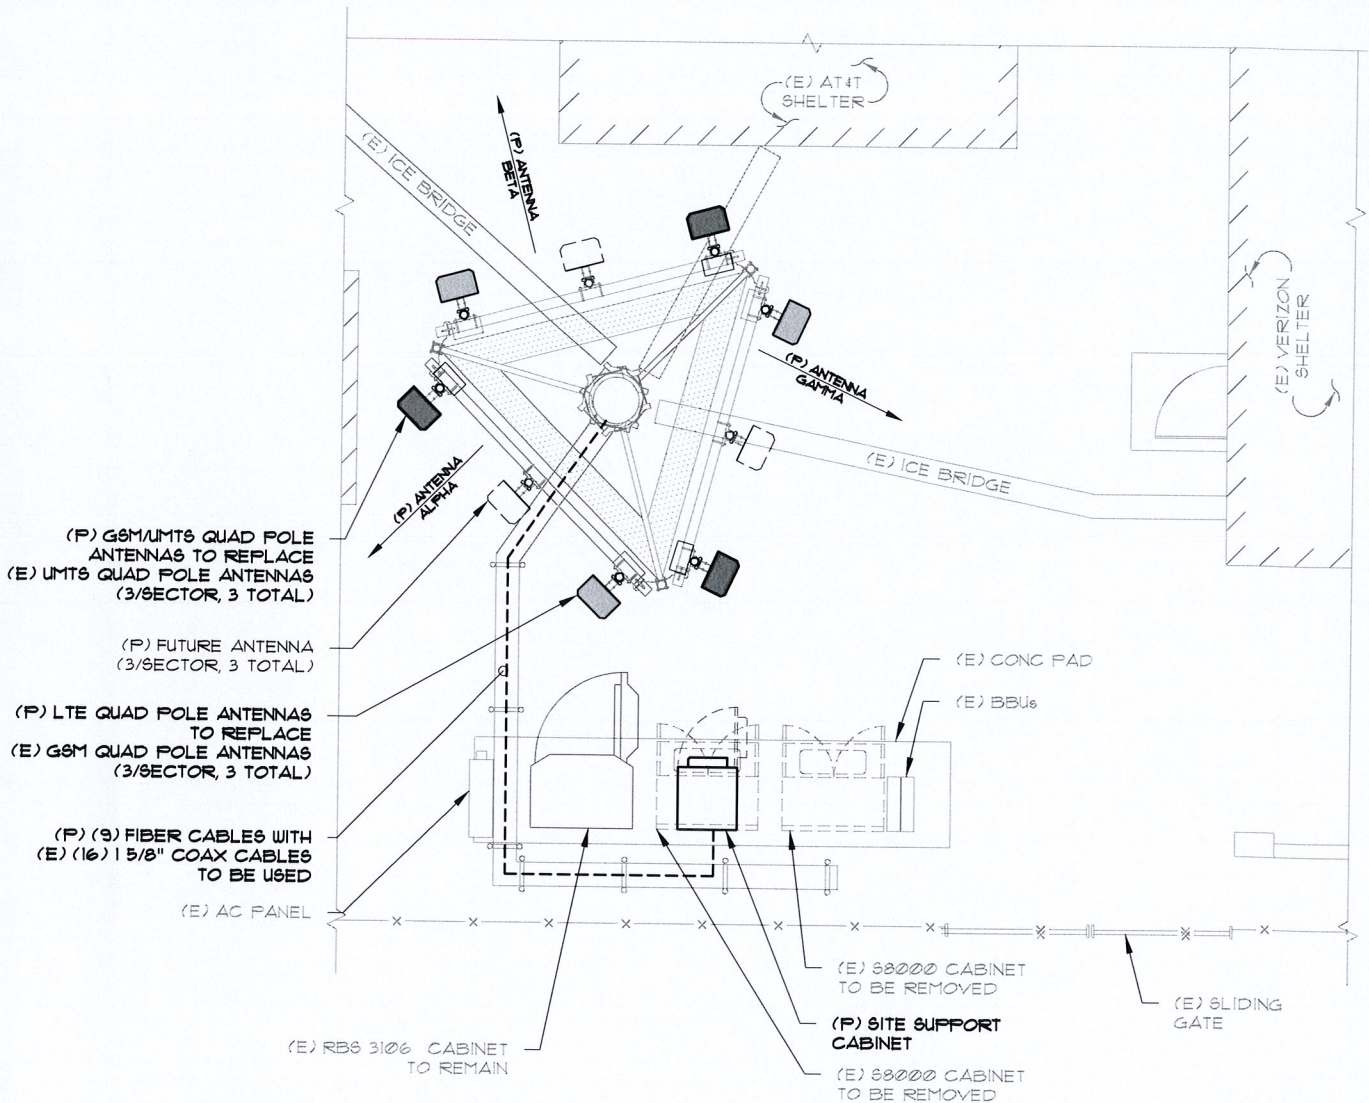 (E) AT&T
SHELTER
(P) ANTENNA
BETA
(E) ICE BRIDGE
(E) VERIZON
SHELTER
(P) ANTENNA
GAMMA
(E) ICE BRIDGE
(P) ANTENNA
ALPHA
(P) GSM/UMTS QUAD POLE
ANTENNAS TO REPLACE
(E) UMTS QUAD POLE ANTENNAS
(3/SECTOR, 3 TOTAL)
(P) FUTURE ANTENNA
(3/SECTOR, 3 TOTAL)
(P) LTE QUAD POLE ANTENNAS
TO REPLACE
(E) GSM QUAD POLE ANTENNAS
(3/SECTOR, 3 TOTAL)
(P) (9) FIBER CABLES WITH
(E) (16) 1 5/8" COAX CABLES
TO BE USED
(E) AC PANEL
(E) CONC PAD
(E) BBUs
(E) RBS 3106 CABINET
TO REMAIN
(E) S8000 CABINET
TO BE REMOVED
(P) SITE SUPPORT
CABINET
(E) S8000 CABINET
TO BE REMOVED
(E) SLIDING
GATE